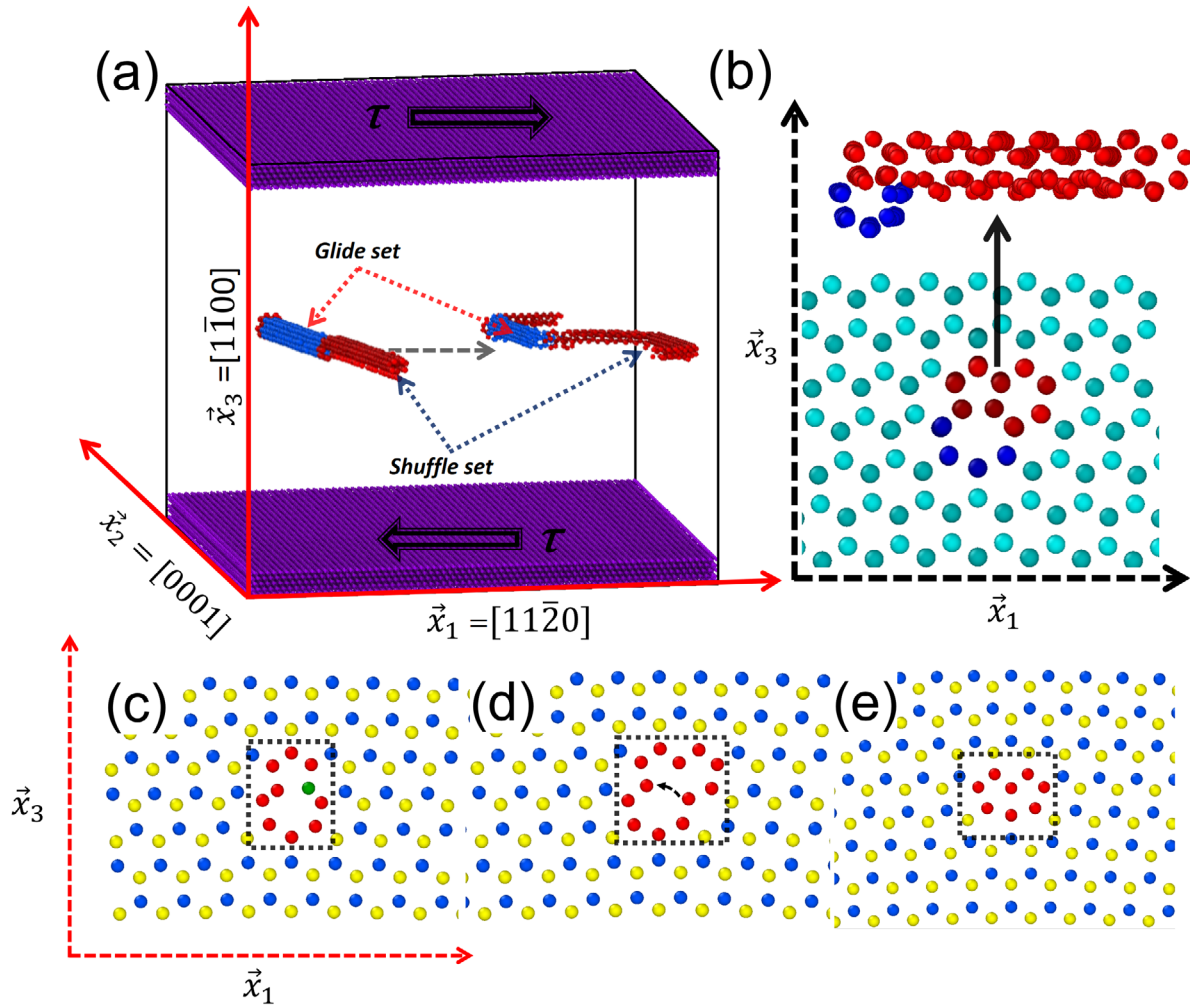 (a)
τ
Glide set
Shuffle set
τ
x⃗₃ =[11̄00]
x⃗₂ = [0001]
x⃗₁ =[112̄0]
(b)
x⃗₃
x⃗₁
(c)
(d)
(e)
x⃗₃
x⃗₁